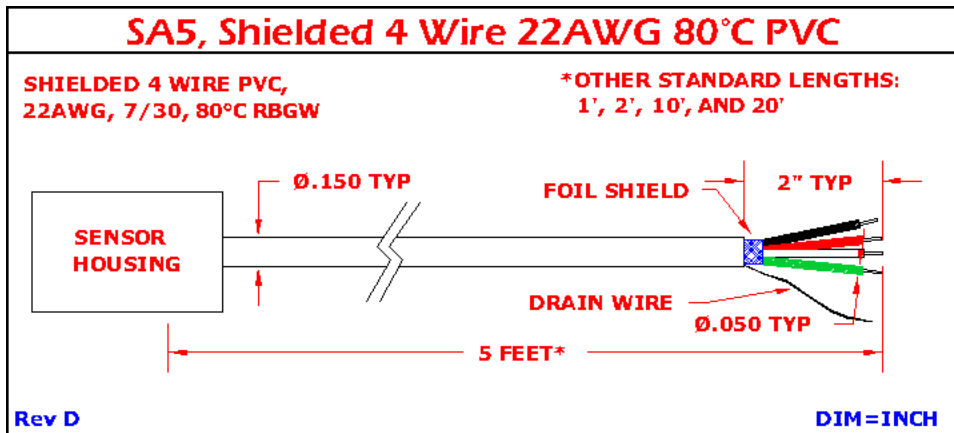 SA5, Shielded 4 Wire 22AWG 80°C PVC
SHIELDED 4 WIRE PVC,
22AWG, 7/30, 80°C RBGW
*OTHER STANDARD LENGTHS:
1', 2', 10', AND 20'
Ø.150 TYP
FOIL SHIELD
2" TYP
SENSOR
HOUSING
DRAIN WIRE
Ø.050 TYP
5 FEET*
Rev D
DIM=INCH